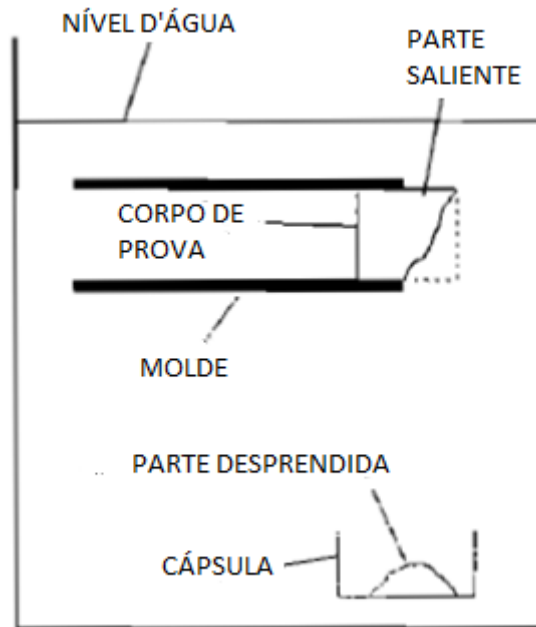 NÍVEL D'ÁGUA
PARTE
SALIENTE
CORPO DE
PROVA
MOLDE
PARTE DESPRENDIDA
CÁPSULA